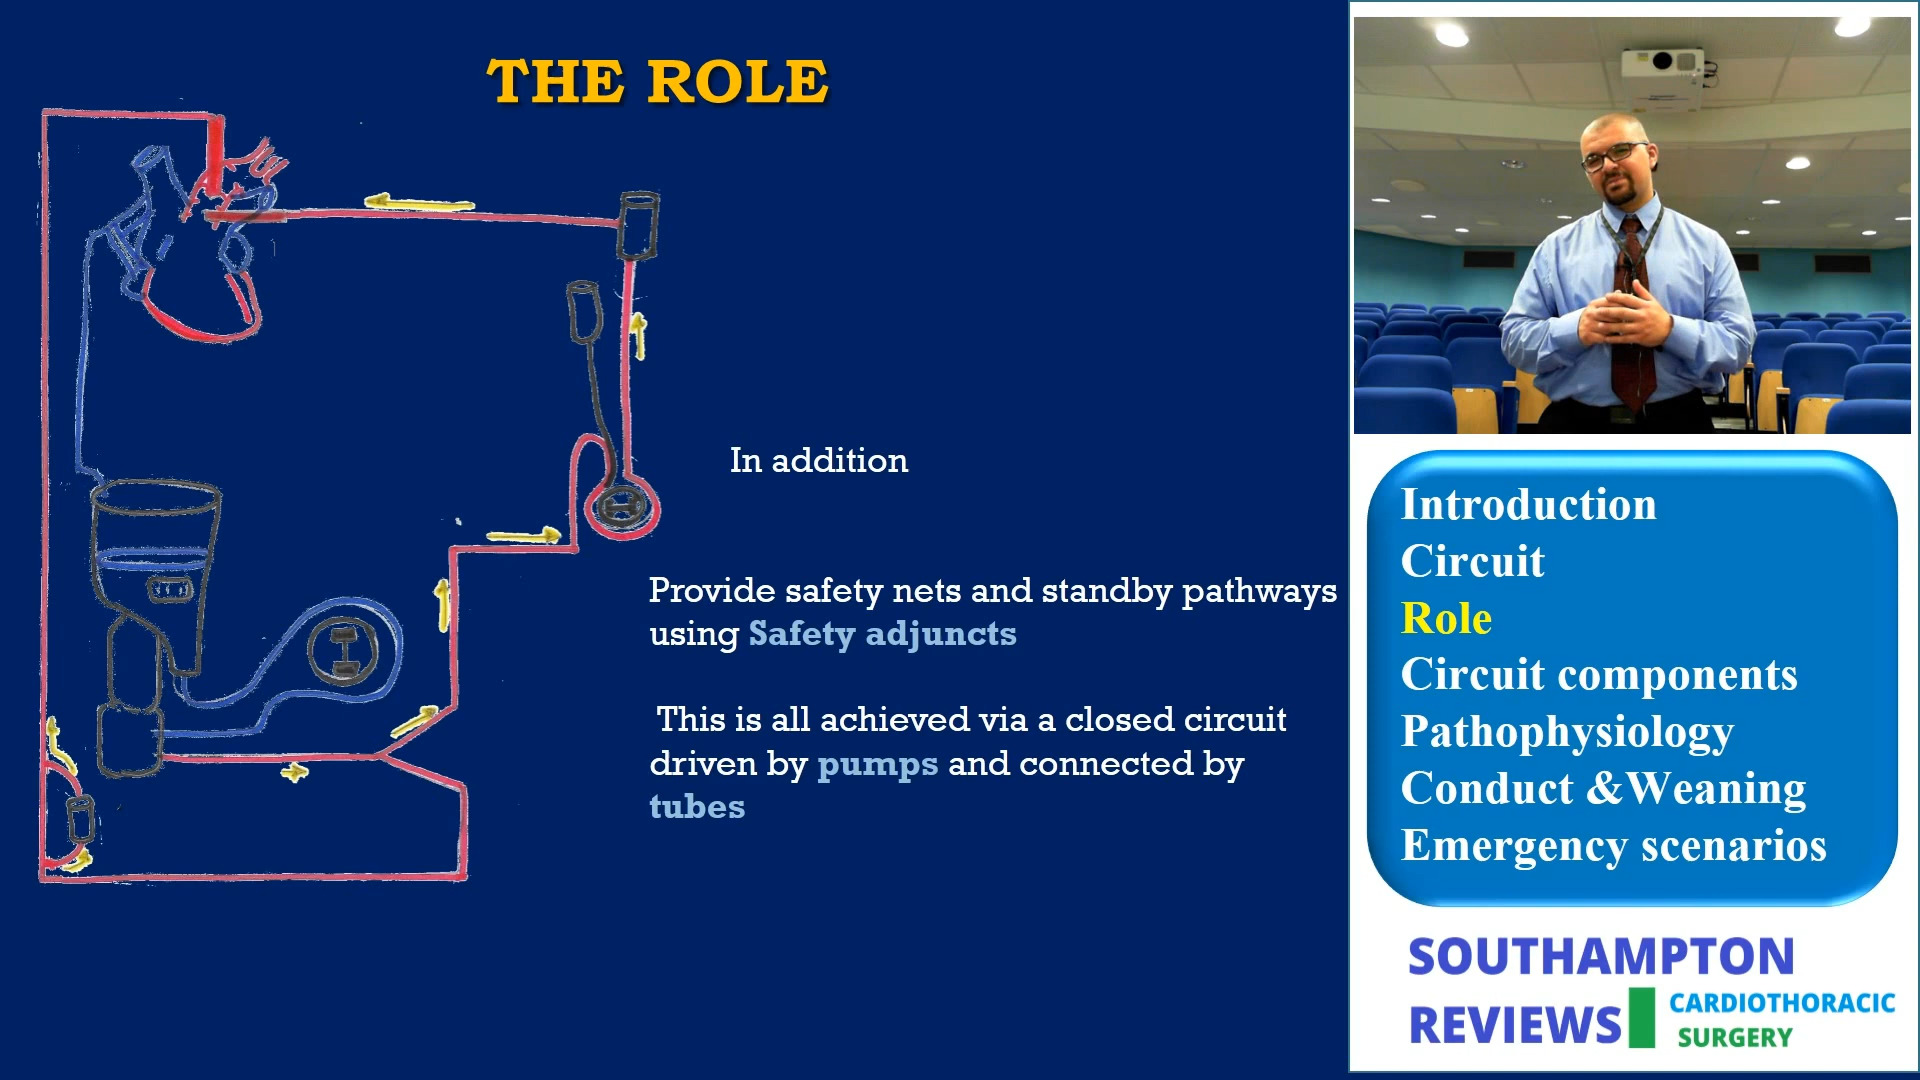 THE ROLE
In addition
Provide safety nets and standby pathways
using Safety adjuncts
This is all achieved via a closed circuit
driven by pumps and connected by
tubes
Introduction
Circuit
Role
Circuit components
Pathophysiology
Conduct &Weaning
Emergency scenarios
SOUTHAMPTON
REVIEWS
CARDIOTHORACIC
SURGERY